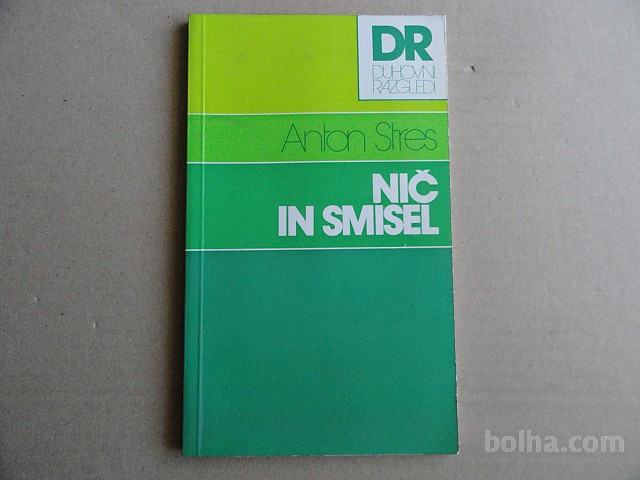 DR
DUHOVNI
RAZGLEDI
Anton Stres
NIČ
IN SMISEL
bolha.com